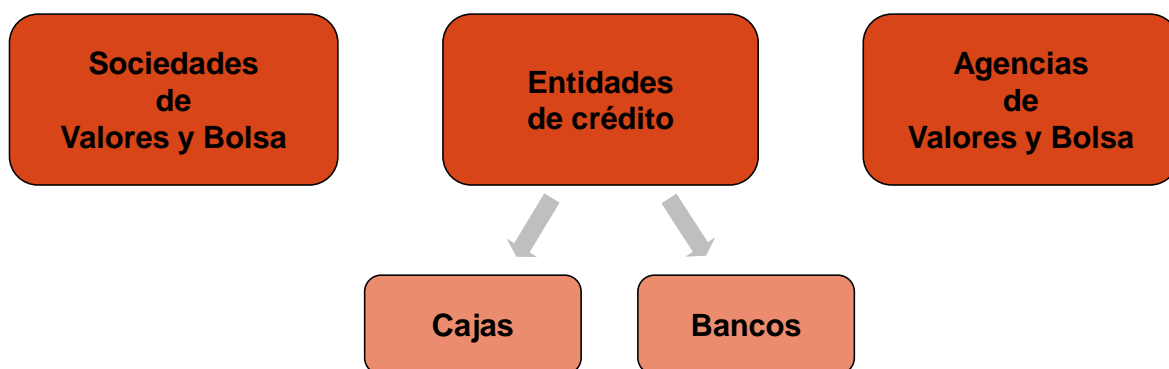 Sociedades
de
Valores y Bolsa
Entidades
de crédito
Agencias
de
Valores y Bolsa
Cajas
Bancos